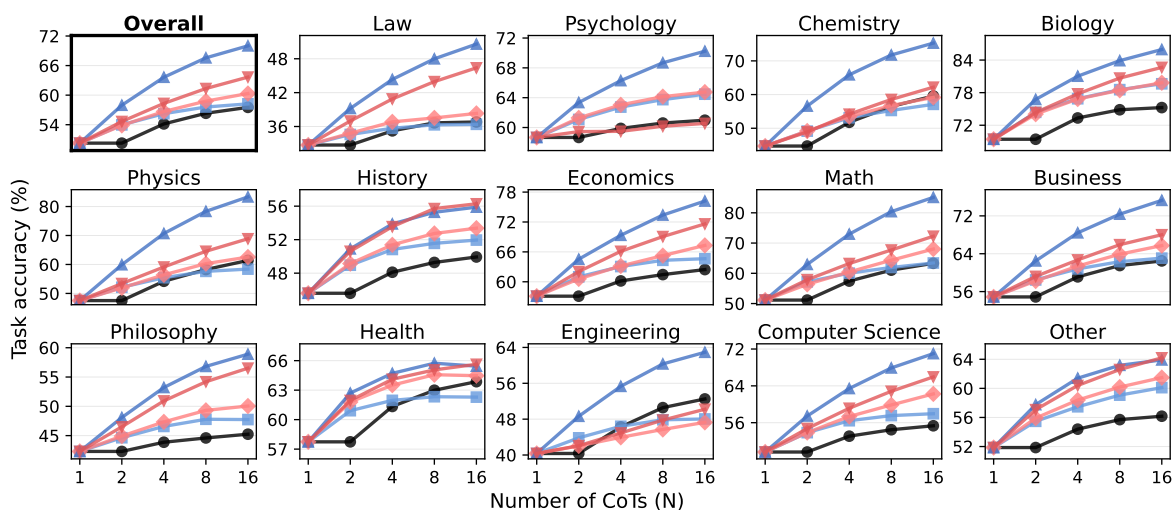 Overall
Law
Psychology
Chemistry
Biology
72
66
60
54
48
42
36
72
68
64
60
70
60
50
84
78
72
Physics
History
Economics
Math
Business
80
70
60
50
56
52
48
78
72
66
60
80
70
60
50
72
64
56
Philosophy
Health
Engineering
Computer Science
Other
60
55
50
45
66
63
60
57
64
56
48
40
72
64
56
64
60
56
52
1 2 4 8 16
1 2 4 8 16
1 2 4 8 16
1 2 4 8 16
1 2 4 8 16
Task accuracy (%)
Number of CoTs (N)